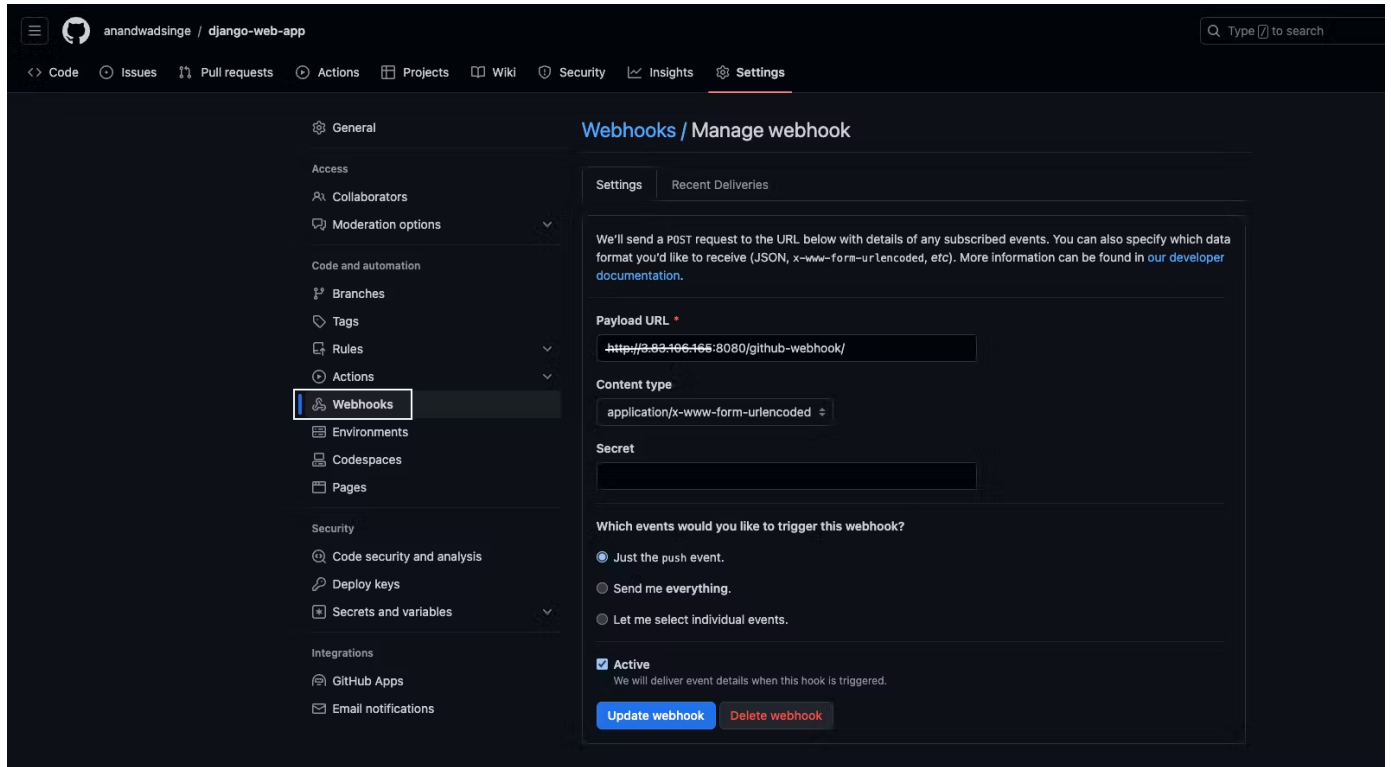 anandwadsinge / django-web-app
Type / to search
Code Issues Pull requests Actions Projects Wiki Security Insights Settings
General
Access
Collaborators
Moderation options
Code and automation
Branches
Tags
Rules
Actions
Webhooks
Environments
Codespaces
Pages
Security
Code security and analysis
Deploy keys
Secrets and variables
Integrations
GitHub Apps
Email notifications
Webhooks / Manage webhook
Settings Recent Deliveries
We'll send a POST request to the URL below with details of any subscribed events. You can also specify which data
format you'd like to receive (JSON, x-www-form-urlencoded, etc). More information can be found in our developer
documentation.
Payload URL *
http://3.83.106.165:8080/github-webhook/
Content type
application/x-www-form-urlencoded
Secret
Which events would you like to trigger this webhook?
Just the push event.
Send me everything.
Let me select individual events.
Active
We will deliver event details when this hook is triggered.
Update webhook Delete webhook